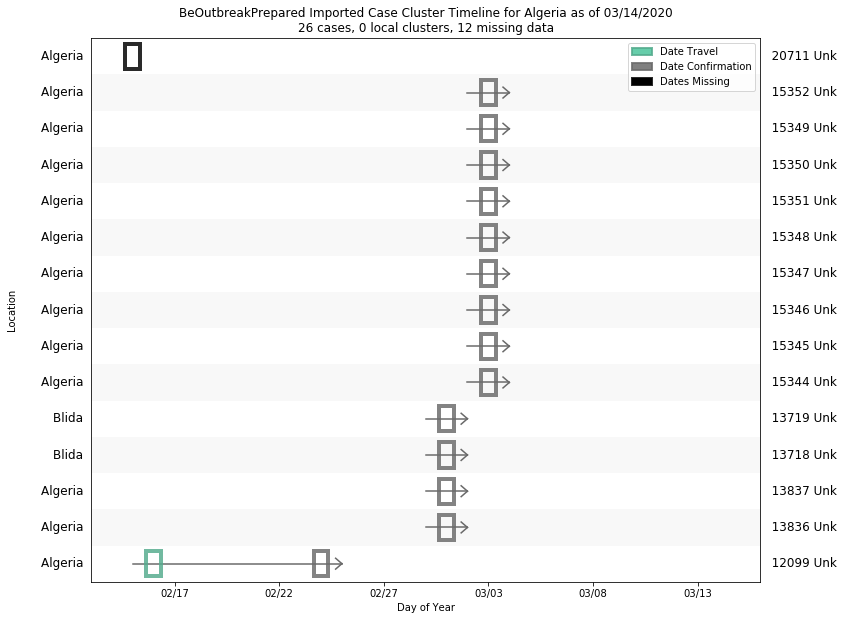 BeOutbreakPrepared Imported Case Cluster Timeline for Algeria as of 03/14/2020
26 cases, 0 local clusters, 12 missing data
Date Travel
Date Confirmation
Dates Missing
Algeria 20711 Unk
Algeria 15352 Unk
Algeria 15349 Unk
Algeria 15350 Unk
Algeria 15351 Unk
Algeria 15348 Unk
Algeria 15347 Unk
Algeria 15346 Unk
Algeria 15345 Unk
Algeria 15344 Unk
Blida 13719 Unk
Blida 13718 Unk
Algeria 13837 Unk
Algeria 13836 Unk
Algeria 12099 Unk
Location
02/17 02/22 02/27 03/03 03/08 03/13
Day of Year